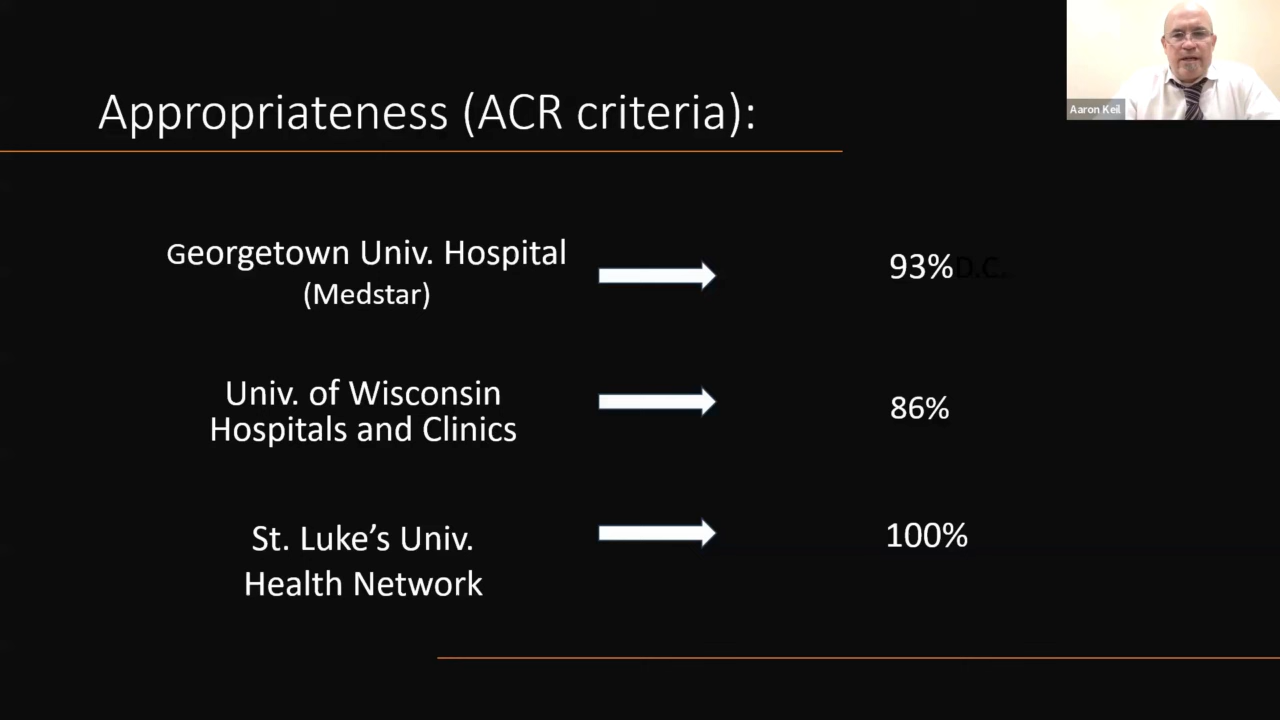 Aaron Keil
Appropriateness (ACR criteria):
Georgetown Univ. Hospital
(Medstar)
93%
D.C.
Univ. of Wisconsin
Hospitals and Clinics
86%
St. Luke’s Univ.
Health Network
100%